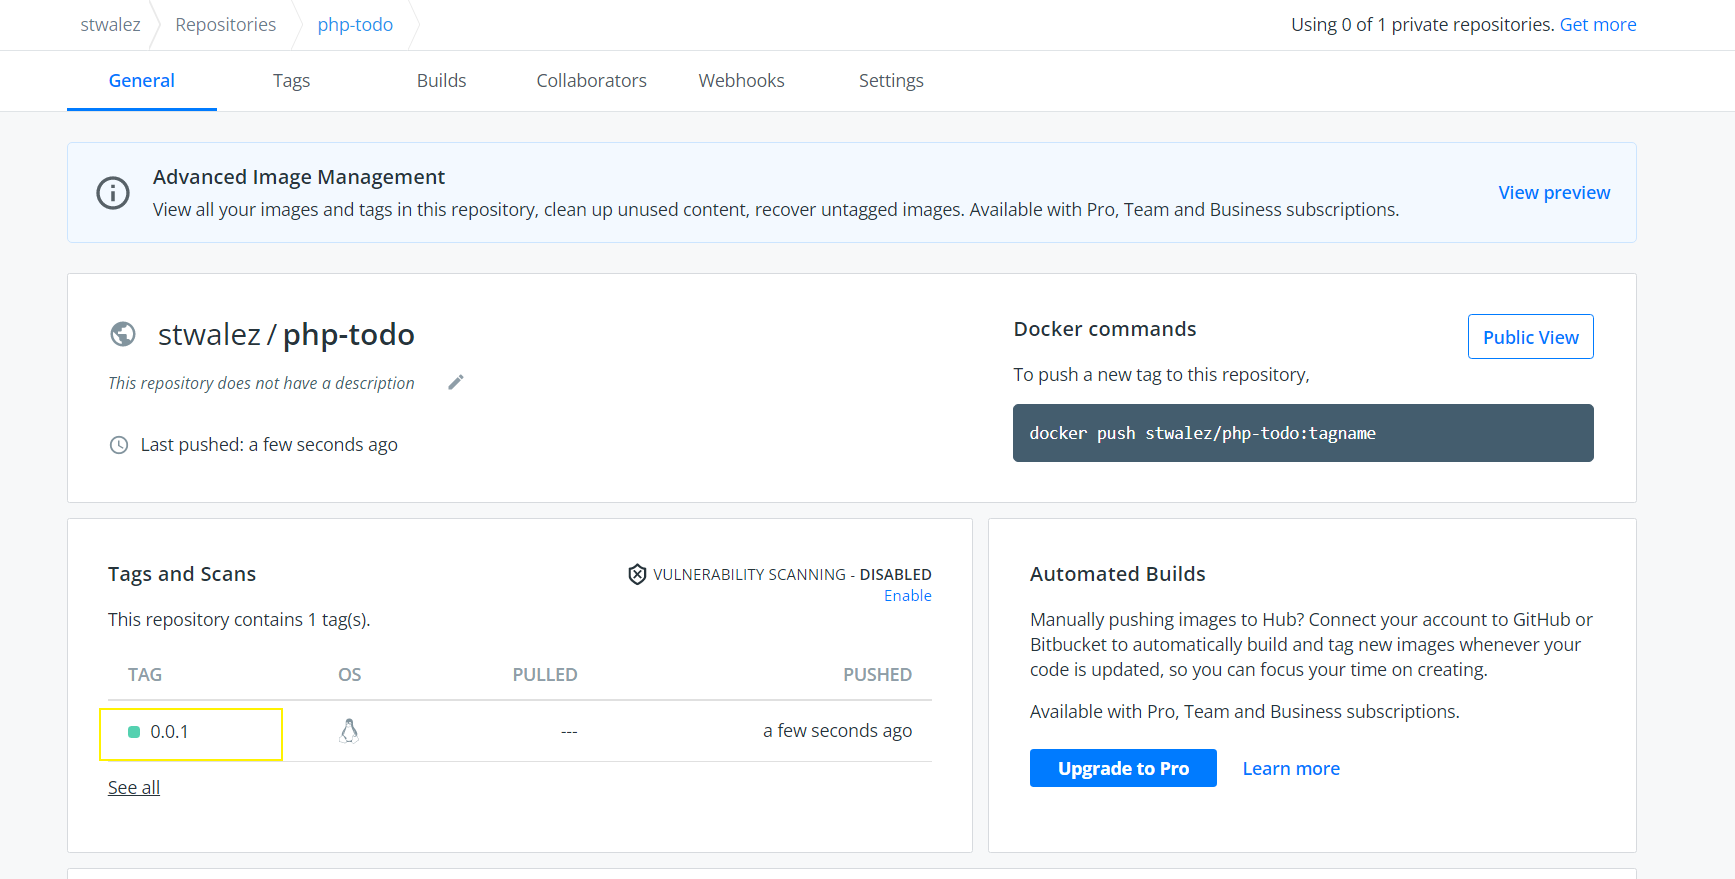 stwalez Repositories php-todo Using 0 of 1 private repositories. Get more
General Tags Builds Collaborators Webhooks Settings
Advanced Image Management
View all your images and tags in this repository, clean up unused content, recover untagged images. Available with Pro, Team and Business subscriptions.
View preview
stwalez / php-todo
This repository does not have a description
Last pushed: a few seconds ago
Docker commands
Public View
To push a new tag to this repository,
docker push stwalez/php-todo:tagname
Tags and Scans
VULNERABILITY SCANNING - DISABLED
Enable
This repository contains 1 tag(s).
TAG OS PULLED PUSHED
0.0.1 --- a few seconds ago
See all
Automated Builds
Manually pushing images to Hub? Connect your account to GitHub or
Bitbucket to automatically build and tag new images whenever your
code is updated, so you can focus your time on creating.
Available with Pro, Team and Business subscriptions.
Upgrade to Pro Learn more